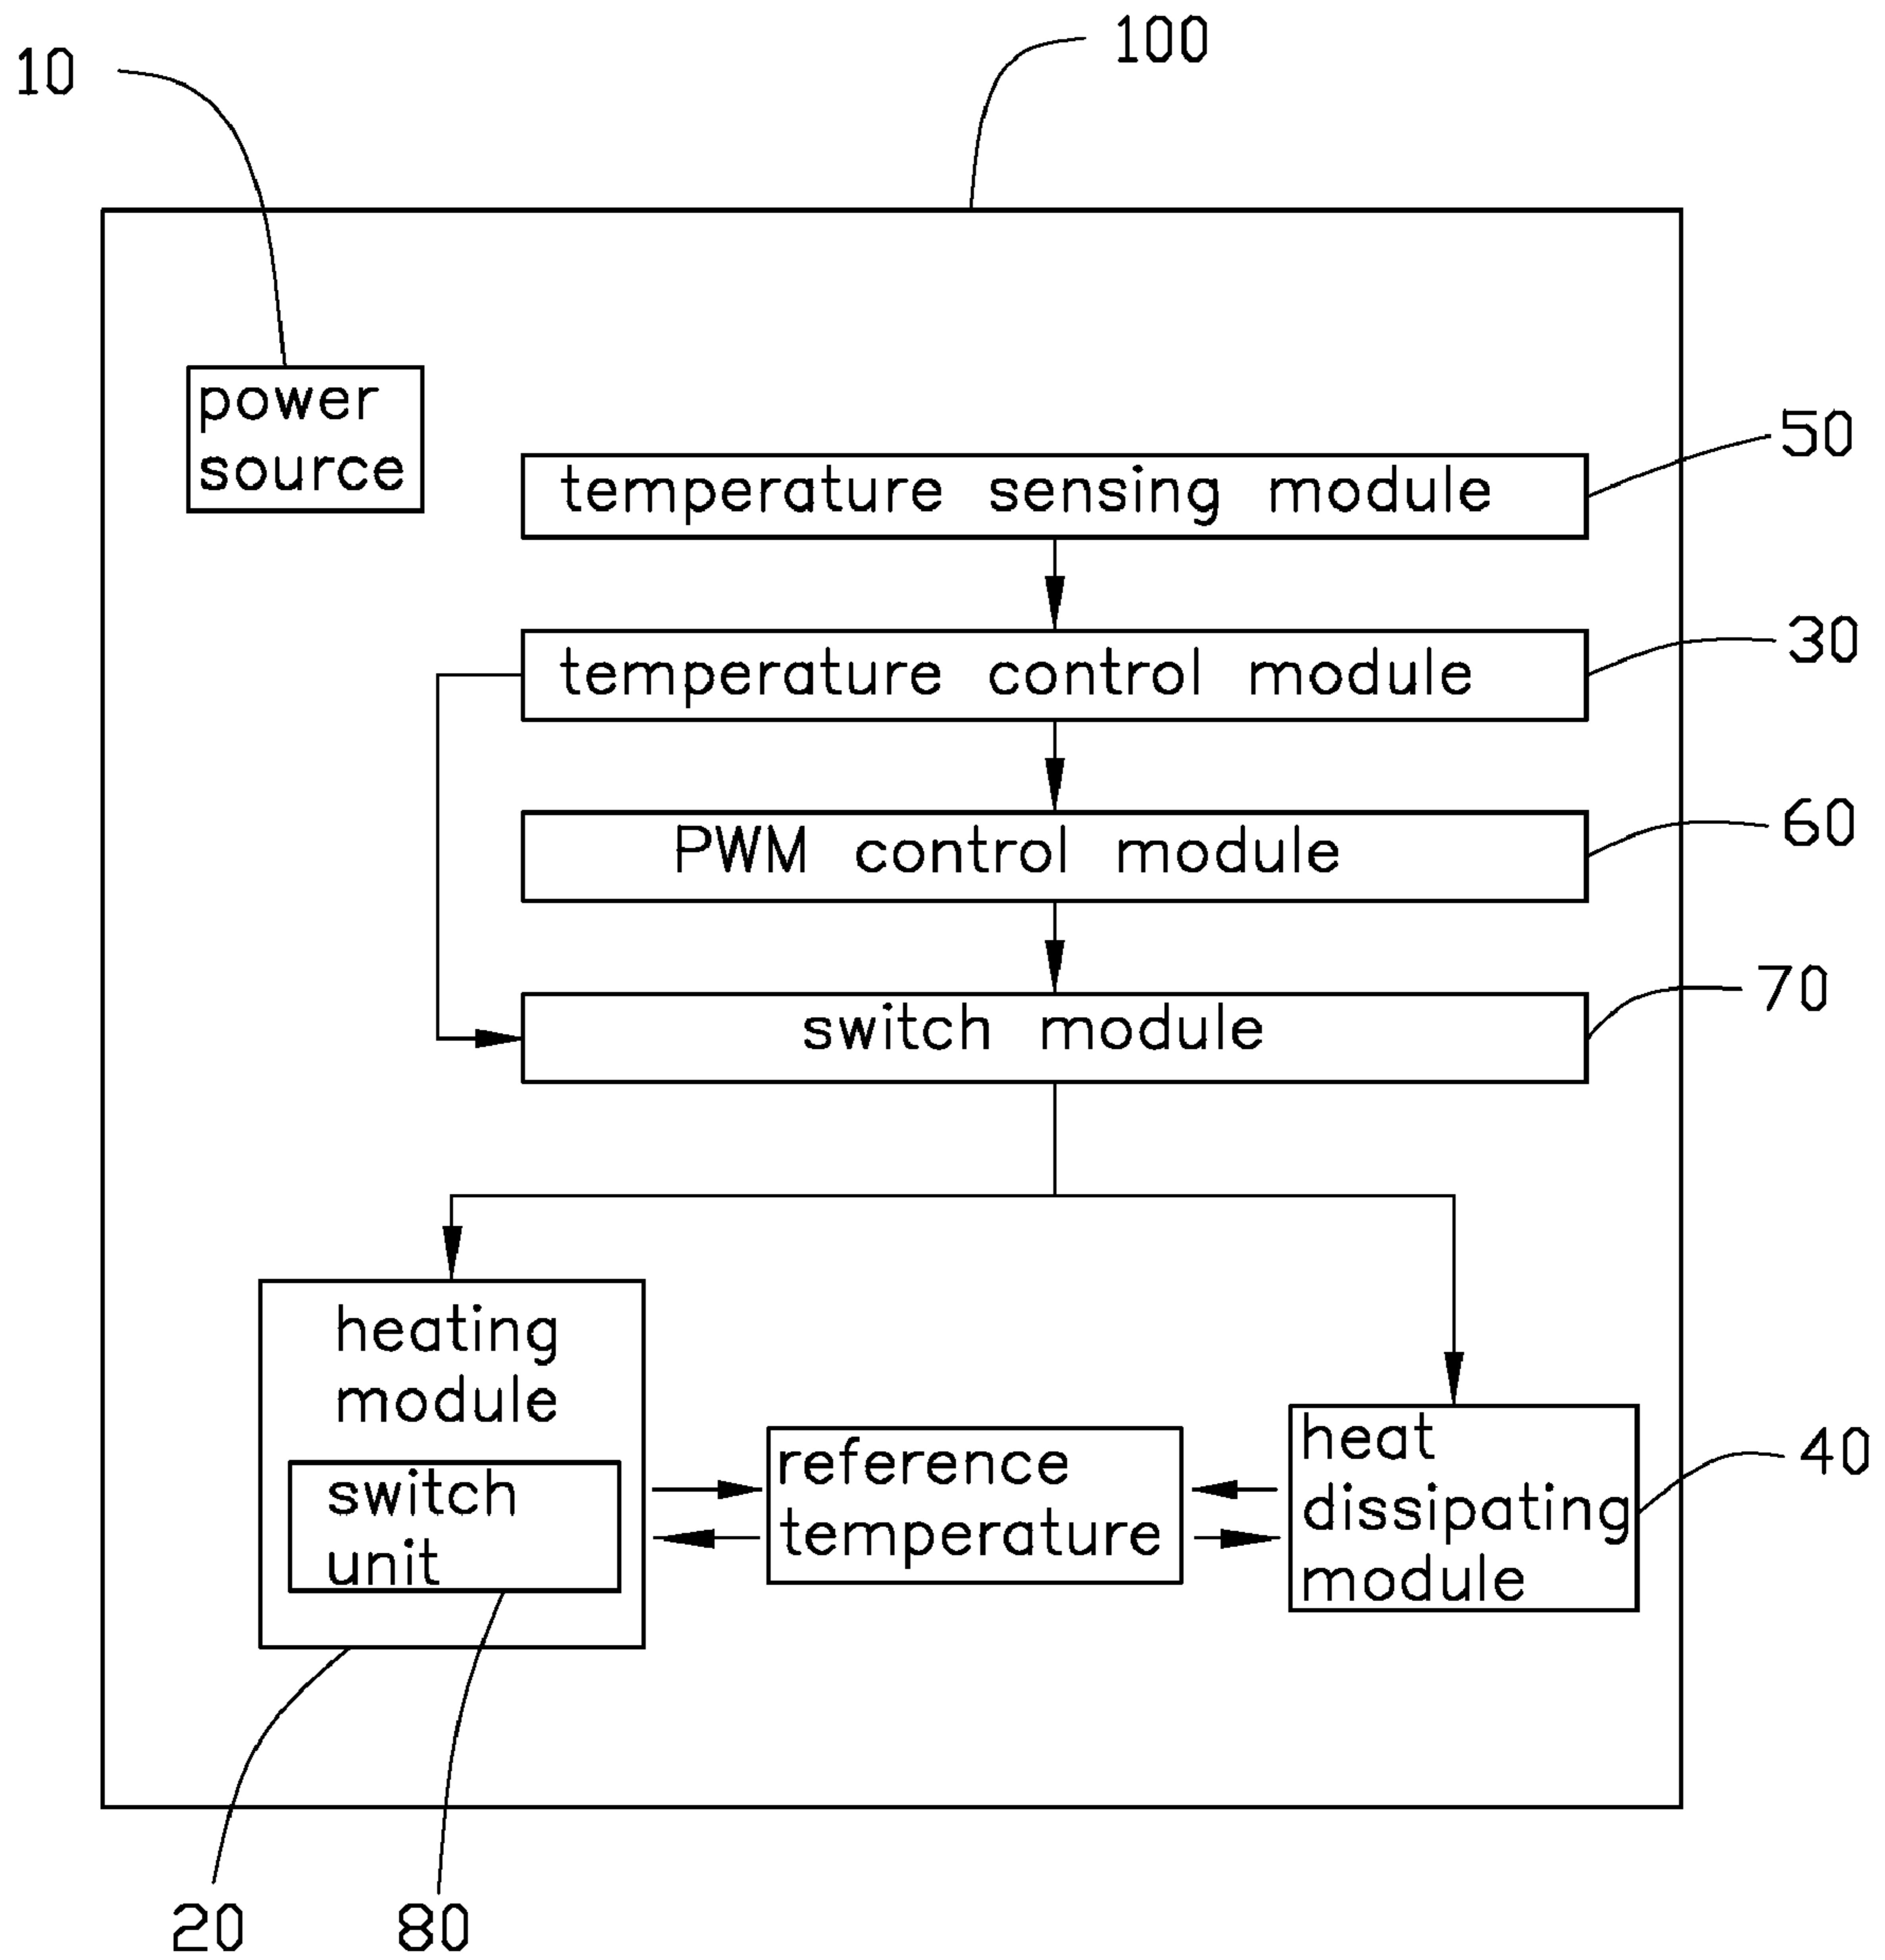 100
10
power
source
50
temperature sensing module
30
temperature control module
60
PWM control module
70
switch module
heating
module
switch
unit
reference
temperature
heat
dissipating
module
40
20
80